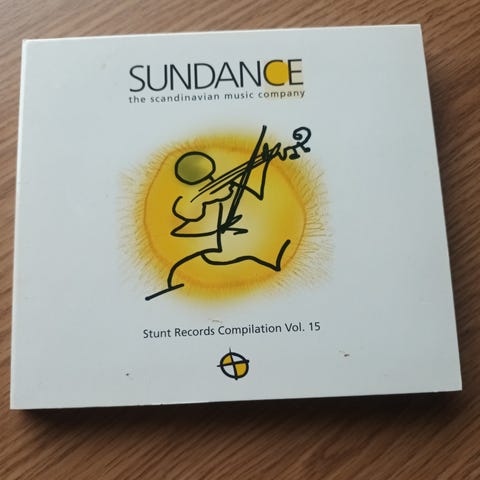 SUNDANCE
the scandinavian music company
Stunt Records Compilation Vol. 15